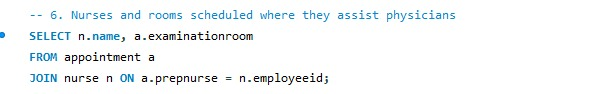 -- 6. Nurses and rooms scheduled where they assist physicians
SELECT n.name, a.examinationroom
FROM appointment a
JOIN nurse n ON a.prepnurse = n.employeeid;